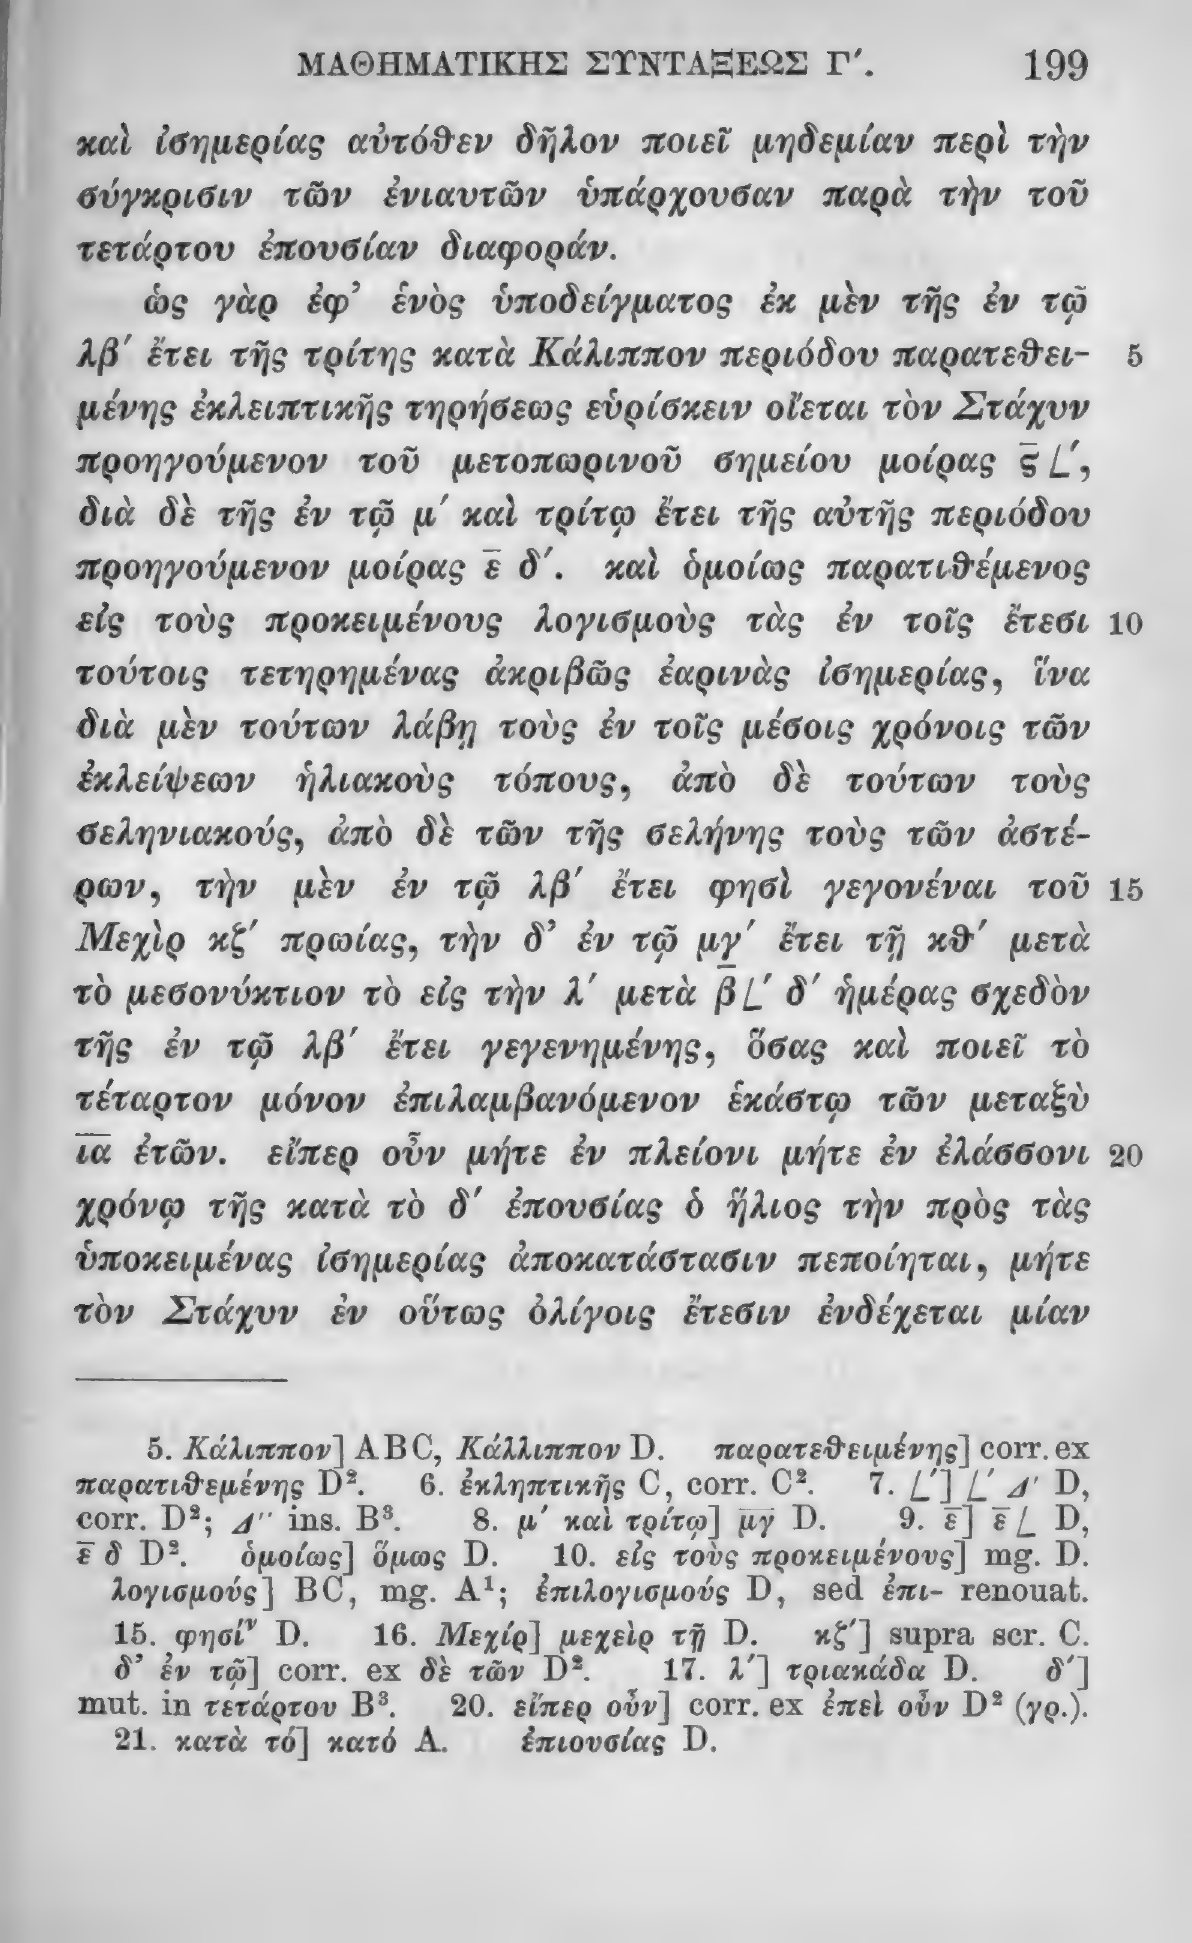 ΜΑΘΗΜΑΤΙΚΗΣ ΣΥΝΤΑΞΕΩΣ Γ′. 199
καὶ ἰσημερίας αὐτόθεν δῆλον ποιεῖ μηδεμίαν περὶ τὴν
σύγκρισιν τῶν ἐνιαυτῶν ὑπάρχουσαν παρὰ τὴν τοῦ
τετάρτου ἐπουσίαν διαφοράν.
ὡς γὰρ ἐφ’ ἑνὸς ὑποδείγματος ἐκ μὲν τῆς ἐν τῷ
λβ′ ἔτει τῆς τρίτης κατὰ Κάλιππον περιόδου παρατεθει- 5
μένης ἐκλειπτικῆς τηρήσεως εὑρίσκειν οἴεται τὸν Στάχυν
προηγούμενον τοῦ μετοπωρινοῦ σημείου μοίρας ϛ̅ 𐅵′,
διὰ δὲ τῆς ἐν τῷ μ′ καὶ τρίτῳ ἔτει τῆς αὐτῆς περιόδου
προηγούμενον μοίρας ε̅ δ′. καὶ ὁμοίως παρατιθέμενος
εἰς τοὺς προκειμένους λογισμοὺς τὰς ἐν τοῖς ἔτεσι 10
τούτοις τετηρημένας ἀκριβῶς ἐαρινὰς ἰσημερίας, ἵνα
διὰ μὲν τούτων λάβῃ τοὺς ἐν τοῖς μέσοις χρόνοις τῶν
ἐκλείψεων ἡλιακοὺς τόπους, ἀπὸ δὲ τούτων τοὺς
σεληνιακούς, ἀπὸ δὲ τῶν τῆς σελήνης τοὺς τῶν ἀστέ-
ρων, τὴν μὲν ἐν τῷ λβ′ ἔτει φησὶ γεγονέναι τοῦ 15
Μεχὶρ κζ′ πρωίας, τὴν δ’ ἐν τῷ μγ′ ἔτει τῇ κθ′ μετὰ
τὸ μεσονύκτιον τὸ εἰς τὴν λ′ μετὰ β̅ 𐅵′ δ′ ἡμέρας σχεδὸν
τῆς ἐν τῷ λβ′ ἔτει γεγενημένης, ὅσας καὶ ποιεῖ τὸ
τέταρτον μόνον ἐπιλαμβανόμενον ἑκάστῳ τῶν μεταξὺ
ι̅α̅ ἐτῶν. εἴπερ οὖν μήτε ἐν πλείονι μήτε ἐν ἐλάσσονι 20
χρόνῳ τῆς κατὰ τὸ δ′ ἐπουσίας ὁ ἥλιος τὴν πρὸς τὰς
ὑποκειμένας ἰσημερίας ἀποκατάστασιν πεποίηται, μήτε
τὸν Στάχυν ἐν οὕτως ὀλίγοις ἔτεσιν ἐνδέχεται μίαν
5. Κάλιππον] ABC, Κάλλιππον D. παρατεθειμένης] corr. ex
παρατιθεμένης D². 6. ἐκληπτικῆς C, corr. C². 7. 𐅵′] 𐅵′ Δ′ D,
corr. D²; Δ′′ ins. B³. 8. μ′ καὶ τρίτῳ] μ̅γ̅ D. 9. ε̅] ε̅ 𐅵 D,
ε̅ δ D². ὁμοίως] ὅμως D. 10. εἰς τοὺς προκειμένους] mg. D.
λογισμούς] BC, mg. A¹; ἐπιλογισμούς D, sed ἐπι- renouat.
15. φησίᵛ D. 16. Μεχίρ] μεχεὶρ τῇ D. κζ′] supra scr. C.
δ’ ἐν τῷ] corr. ex δὲ τῶν D². 17. λ′] τριακάδα D. δ′]
mut. in τετάρτου B³. 20. εἴπερ οὖν] corr. ex ἐπεὶ οὖν D² (γρ.).
21. κατὰ τό] κατό A. ἐπιουσίας D.